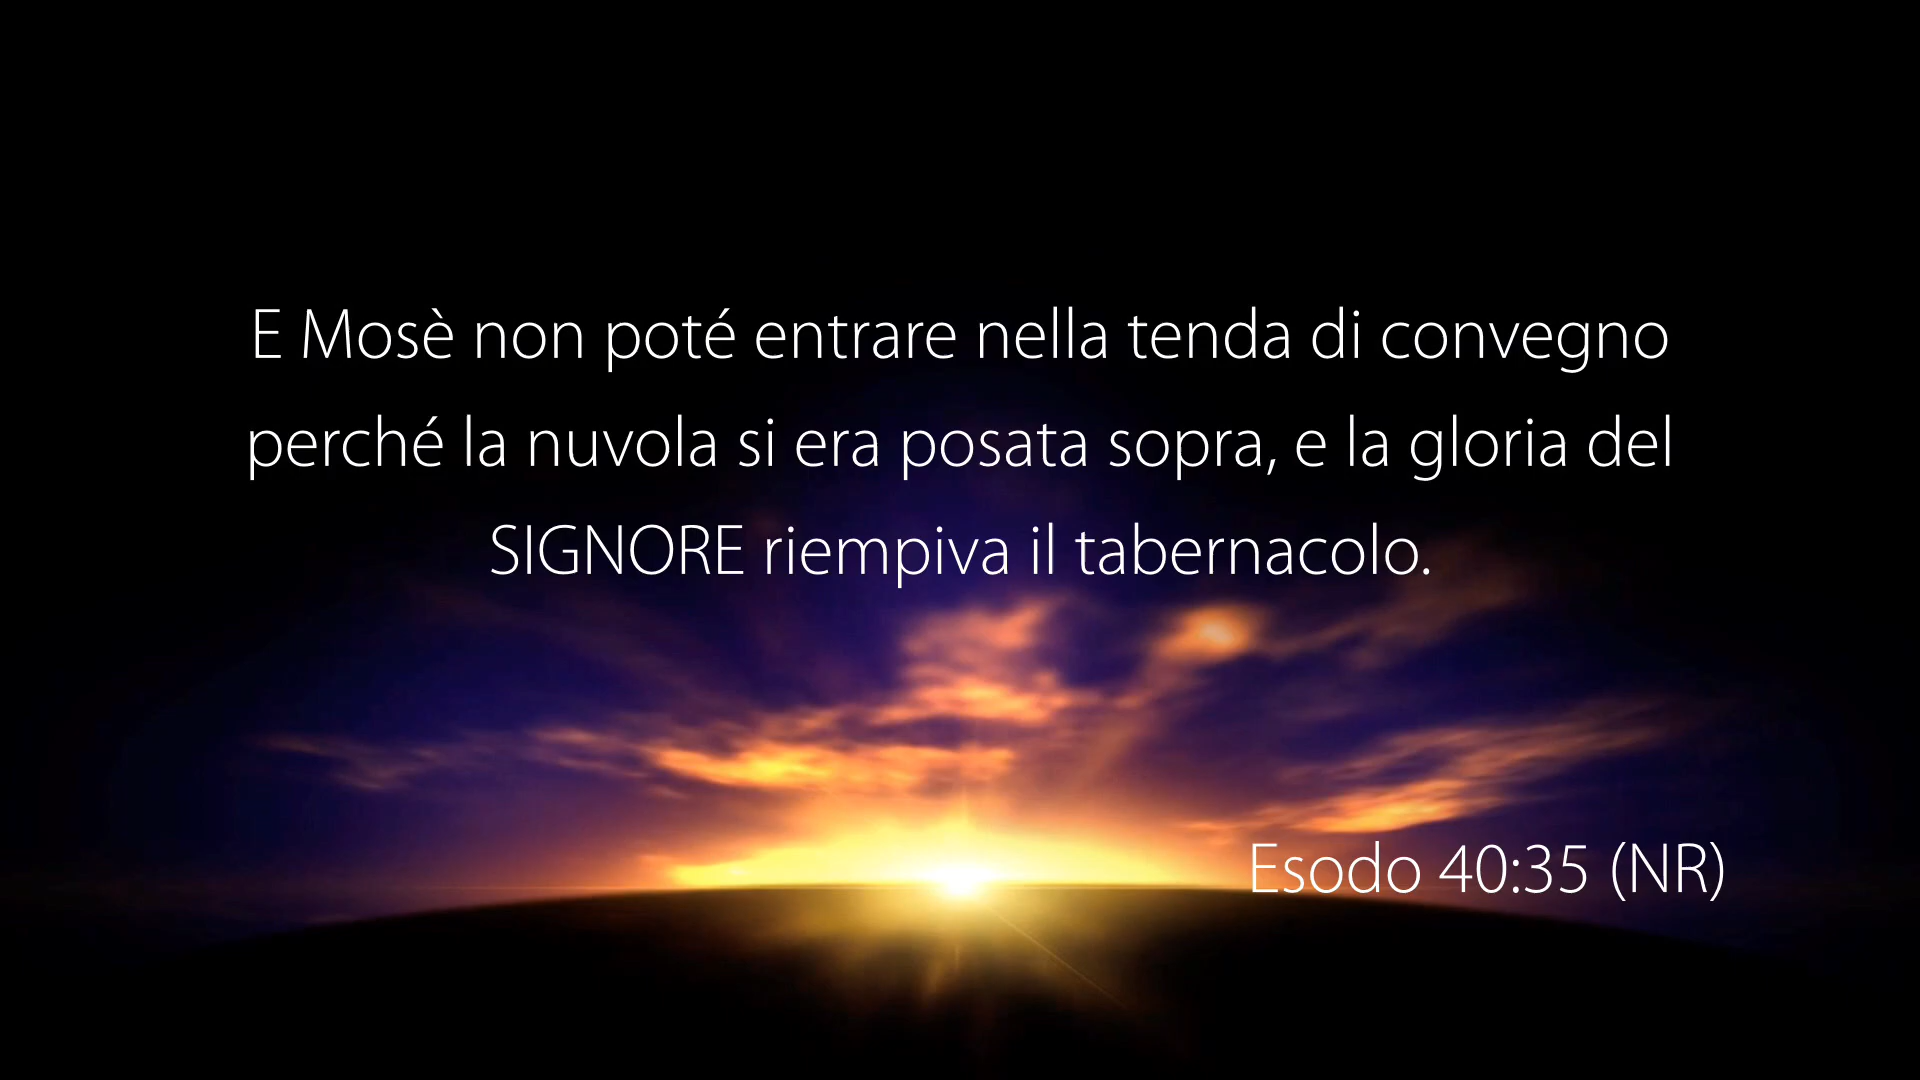 E Mosè non poté entrare nella tenda di convegno
perché la nuvola si era posata sopra, e la gloria del
SIGNORE riempiva il tabernacolo.
Esodo 40:35 (NR)